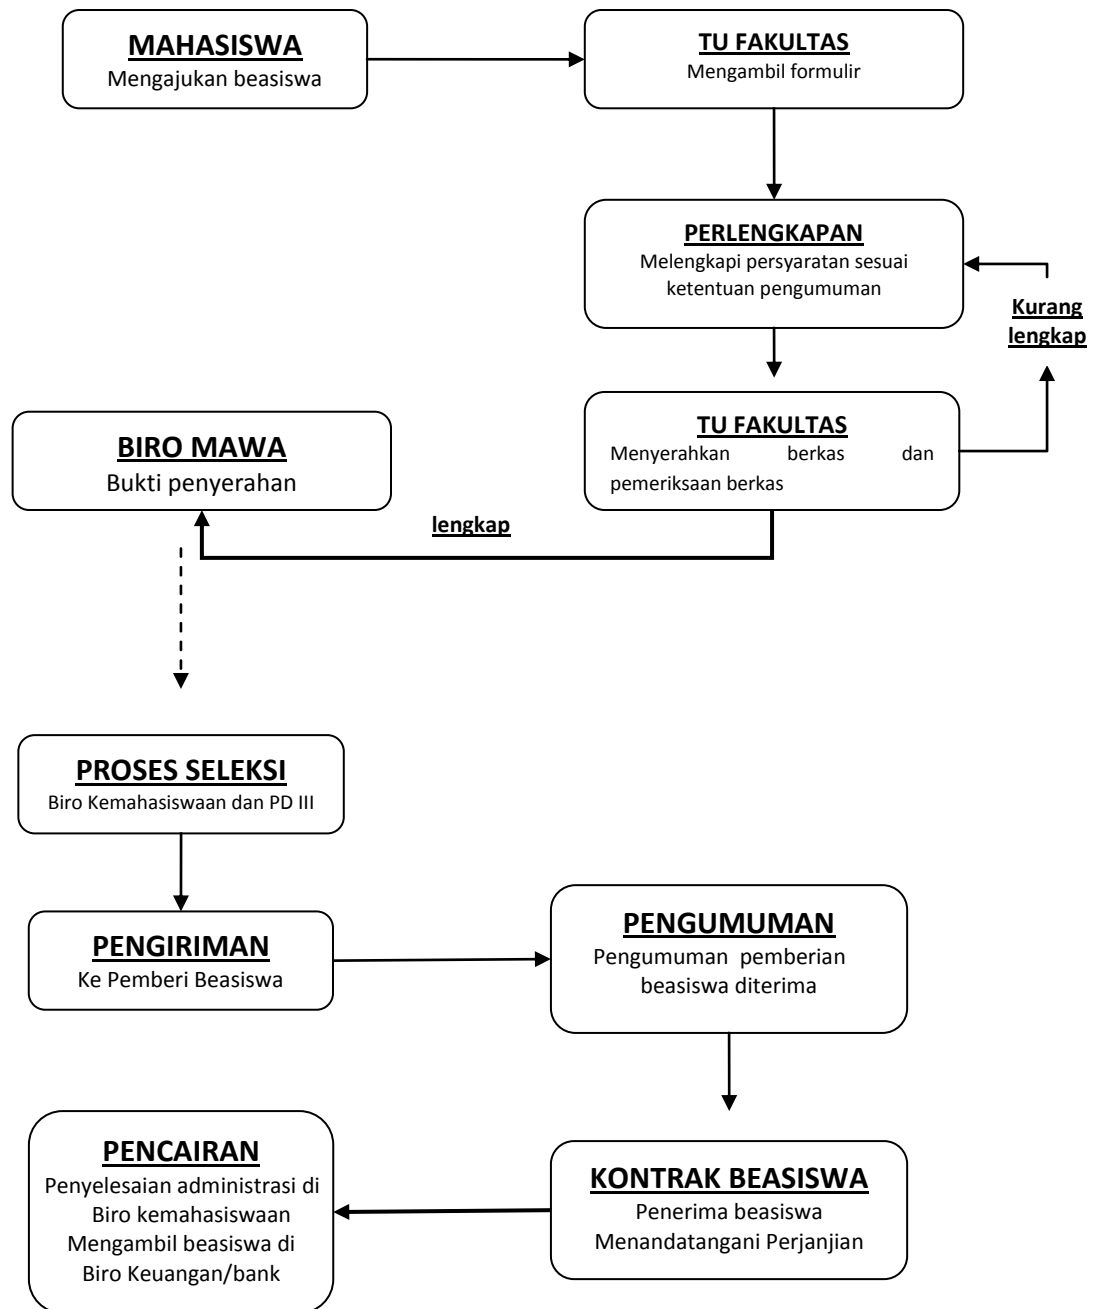 MAHASISWA
Mengajukan beasiswa
TU FAKULTAS
Mengambil formulir
PERLENGKAPAN
Melengkapi persyaratan sesuai
ketentuan pengumuman
Kurang
lengkap
TU FAKULTAS
Menyerahkan berkas dan
pemeriksaan berkas
BIRO MAWA
Bukti penyerahan
lengkap
PROSES SELEKSI
Biro Kemahasiswaan dan PD III
PENGIRIMAN
Ke Pemberi Beasiswa
PENGUMUMAN
Pengumuman pemberian
beasiswa diterima
KONTRAK BEASISWA
Penerima beasiswa
Menandatangani Perjanjian
PENCAIRAN
Penyelesaian administrasi di
Biro kemahasiswaan
Mengambil beasiswa di
Biro Keuangan/bank